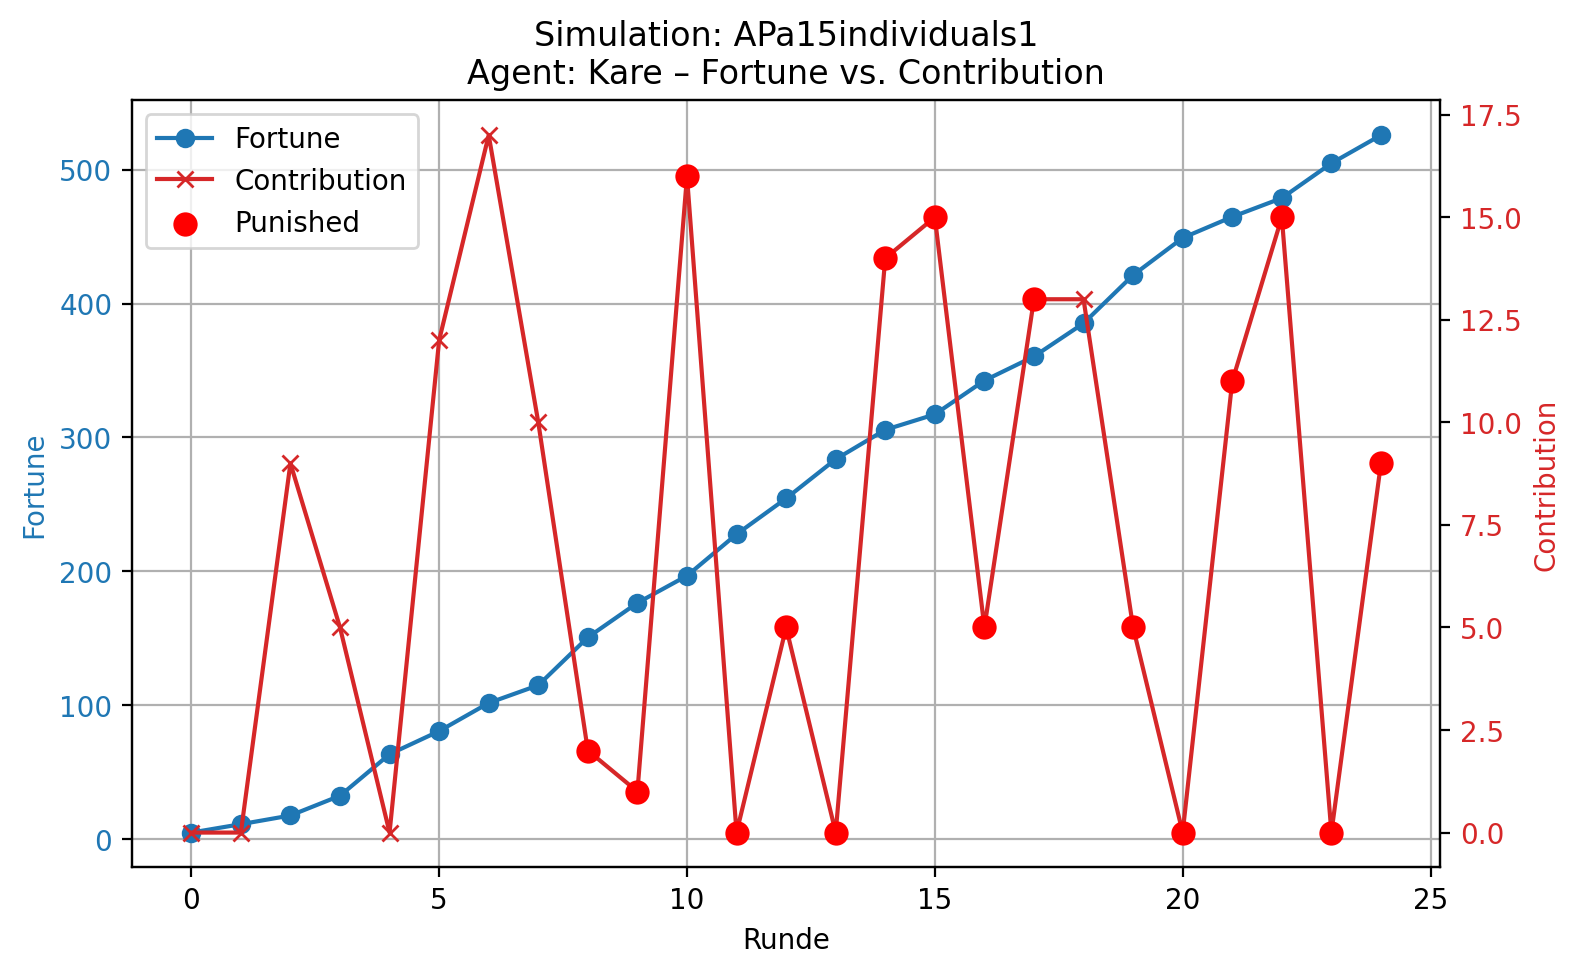 Simulation: APa15individuals1
Agent: Kare – Fortune vs. Contribution
Fortune
Contribution
Punished
500
400
300
200
100
0
Fortune
17.5
15.0
12.5
10.0
7.5
5.0
2.5
0.0
Contribution
0 5 10 15 20 25
Runde